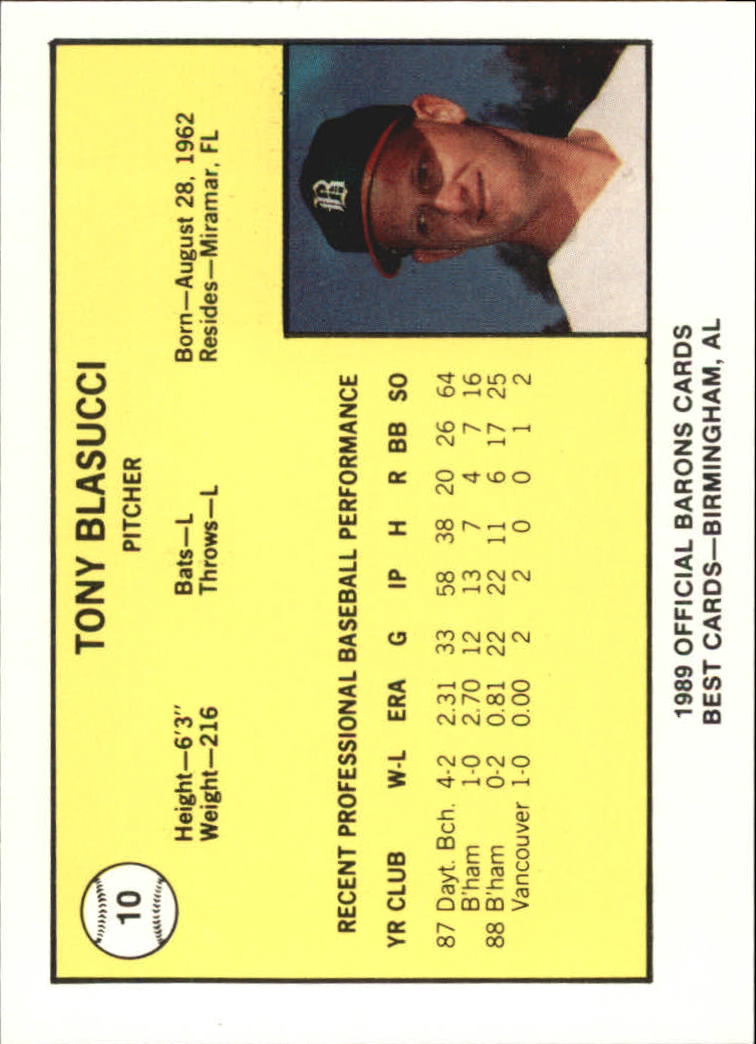 10
TONY BLASUCCI
PITCHER
Height—6'3" Bats—L Born—August 28, 1962
Weight—216 Throws—L Resides—Miramar, FL
B
RECENT PROFESSIONAL BASEBALL PERFORMANCE
YR CLUB W-L ERA G IP H R BB SO
87 Dayt. Bch. 4-2 2.31 33 58 38 20 26 64
B'ham 1-0 2.70 12 13 7 4 7 16
88 B'ham 0-2 0.81 22 22 11 6 17 25
Vancouver 1-0 0.00 2 2 0 0 1 2
1989 OFFICIAL BARONS CARDS
BEST CARDS—BIRMINGHAM, AL